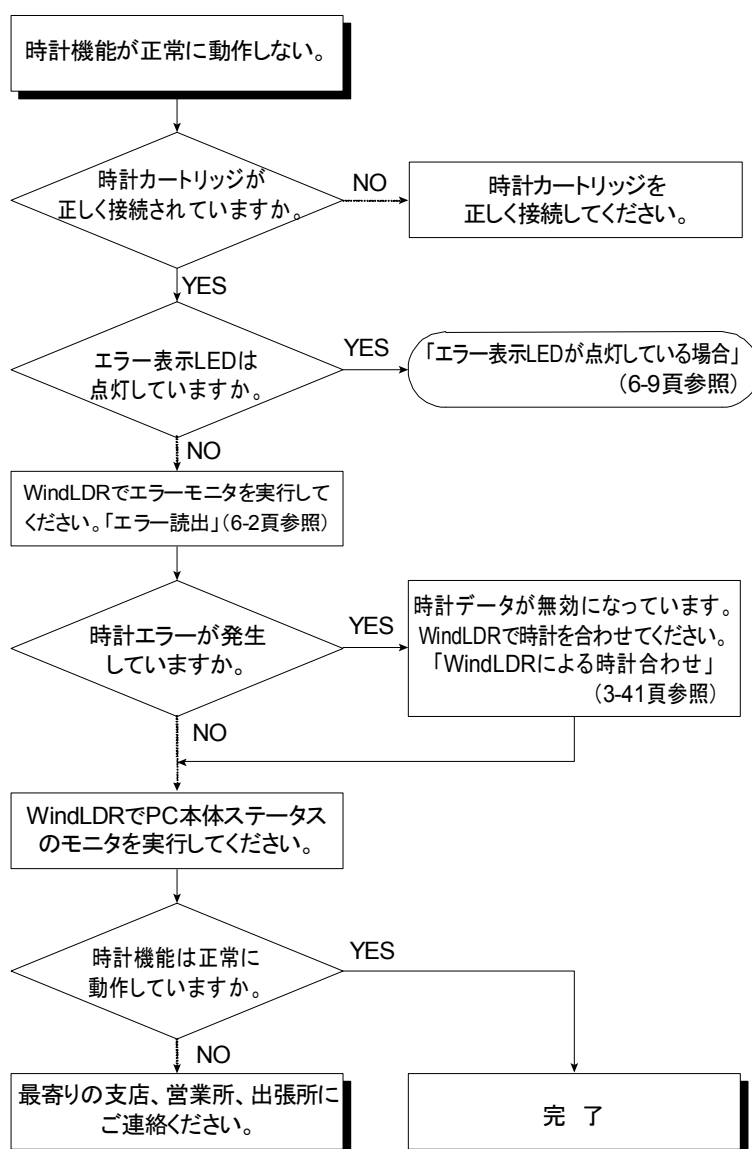 時計機能が正常に動作しない。
時計カートリッジが
正しく接続されていますか。
NO
時計カートリッジを
正しく接続してください。
YES
エラー表示LEDは
点灯していますか。
YES
「エラー表示LEDが点灯している場合」
(6-9頁参照)
NO
WindLDRでエラーモニタを実行して
ください。「エラー読出」(6-2頁参照)
時計エラーが発生
していますか。
YES
時計データが無効になっています。
WindLDRで時計を合わせてください。
「WindLDRによる時計合わせ」
(3-41頁参照)
NO
WindLDRでPC本体ステータス
のモニタを実行してください。
時計機能は正常に
動作していますか。
YES
NO
最寄りの支店、営業所、出張所に
ご連絡ください。
完 了